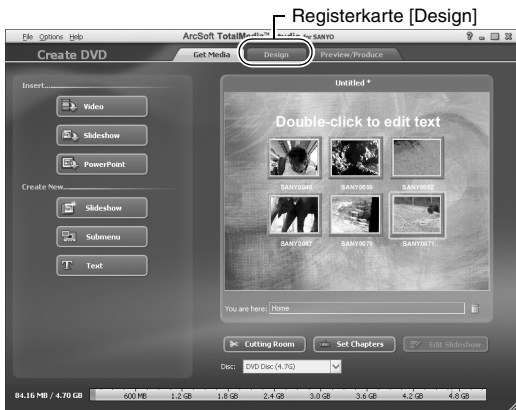 Registerkarte [Design]
File Options Help
ArcSoft TotalMedia™ Studio for SANYO
Create DVD
Get Media
Design
Preview/Produce
Insert...
Untitled *
Video
Slideshow
PowerPoint
Double-click to edit text
SANY0046 SANY0050 SANY0052
Create New...
Slideshow
Submenu
Text
SANY0067 SANY0070 SANY0071
You are here: Home
Cutting Room
Set Chapters
Edit Slideshow
Disc: DVD Disc (4.7G)
84.16 MB / 4.70 GB 600 MB 1.2 GB 1.8 GB 2.4 GB 3.0 GB 3.6 GB 4.2 GB 4.8 GB